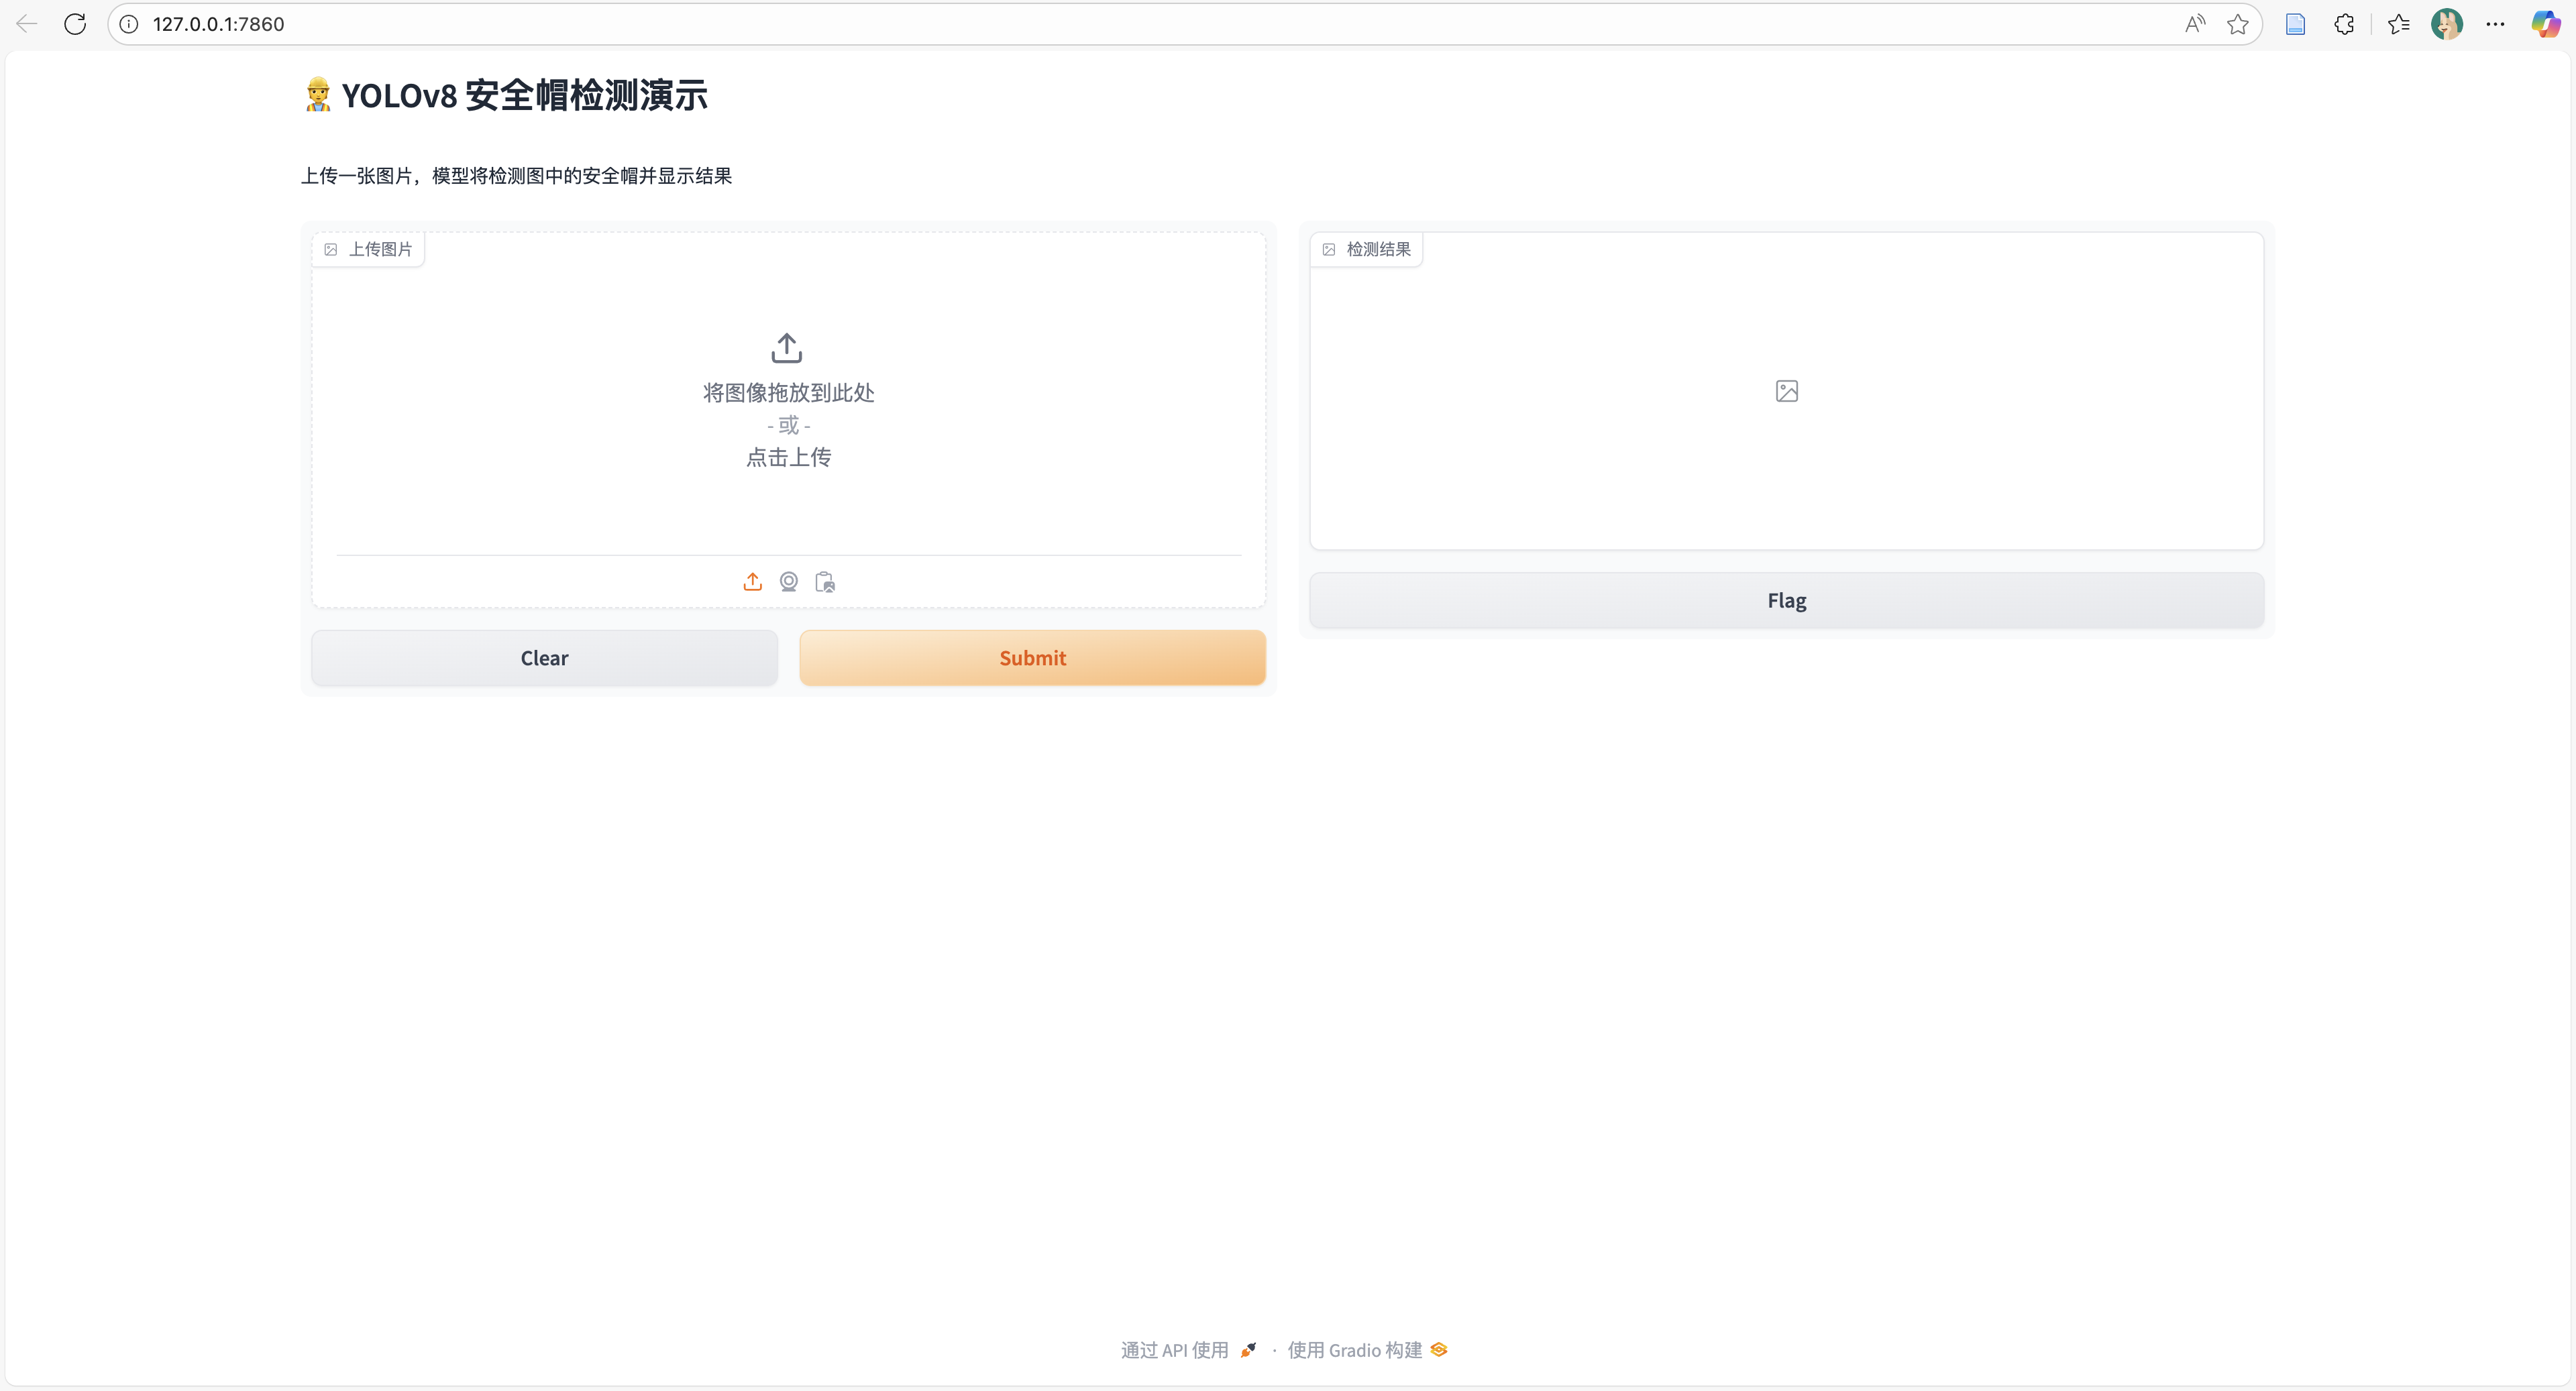 127.0.0.1:7860
YOLOv8 安全帽检测演示
上传一张图片，模型将检测图中的安全帽并显示结果
上传图片
将图像拖放到此处
- 或 -
点击上传
Clear
Submit
检测结果
Flag
通过 API 使用 · 使用 Gradio 构建